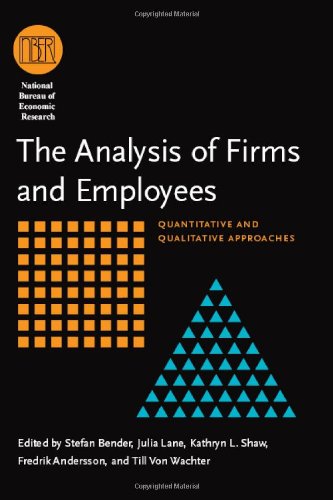 NBER
National
Bureau of
Economic
Research
The Analysis of Firms
and Employees
QUANTITATIVE AND
QUALITATIVE APPROACHES
Edited by Stefan Bender, Julia Lane, Kathryn L. Shaw,
Fredrik Andersson, and Till Von Wachter